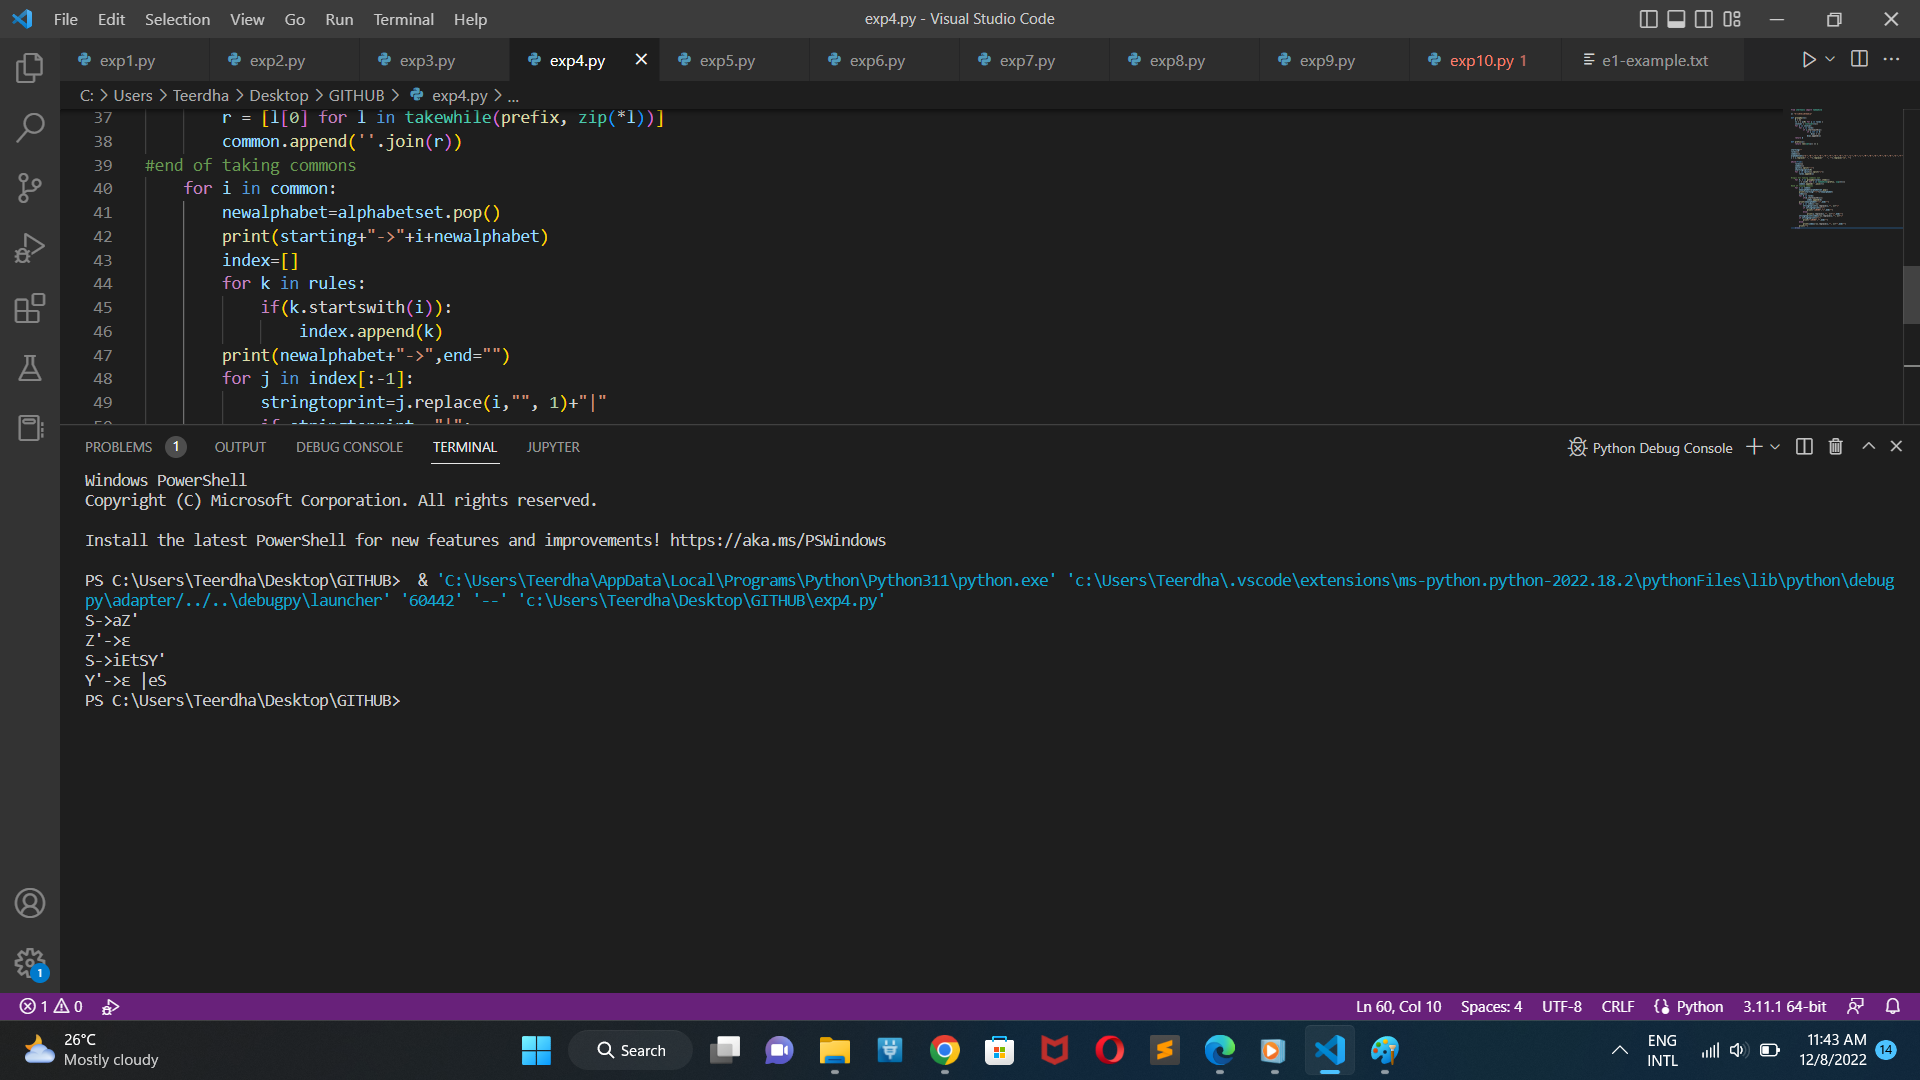 File Edit Selection View Go Run Terminal Help
exp4.py - Visual Studio Code
exp1.py exp2.py exp3.py exp4.py exp5.py exp6.py exp7.py exp8.py exp9.py exp10.py 1 e1-example.txt
C: > Users > Teerdha > Desktop > GITHUB > exp4.py > ...
37 r = [l[0] for l in takewhile(prefix, zip(*l))]
38 common.append(''.join(r))
39 #end of taking commons
40 for i in common:
41 newalphabet=alphabetset.pop()
42 print(starting+"->"+i+newalphabet)
43 index=[]
44 for k in rules:
45 if(k.startswith(i)):
46 index.append(k)
47 print(newalphabet+"->",end="")
48 for j in index[:-1]:
49 stringtoprint=j.replace(i,"", 1)+"|"
PROBLEMS 1 OUTPUT DEBUG CONSOLE TERMINAL JUPYTER
Python Debug Console
Windows PowerShell
Copyright (C) Microsoft Corporation. All rights reserved.
Install the latest PowerShell for new features and improvements! https://aka.ms/PSWindows
PS C:\Users\Teerdha\Desktop\GITHUB>  & 'C:\Users\Teerdha\AppData\Local\Programs\Python\Python311\python.exe' 'c:\Users\Teerdha\.vscode\extensions\ms-python.python-2022.18.2\pythonFiles\lib\python\debug
py\adapter/../..\debugpy\launcher' '60442' '--' 'c:\Users\Teerdha\Desktop\GITHUB\exp4.py'
S->aZ'
Z'->ε
S->iEtSY'
Y'->ε |eS
PS C:\Users\Teerdha\Desktop\GITHUB>
1
1 0
Ln 60, Col 10 Spaces: 4 UTF-8 CRLF Python 3.11.1 64-bit
26°C
Mostly cloudy
Search
ENG
INTL
11:43 AM
12/8/2022
14